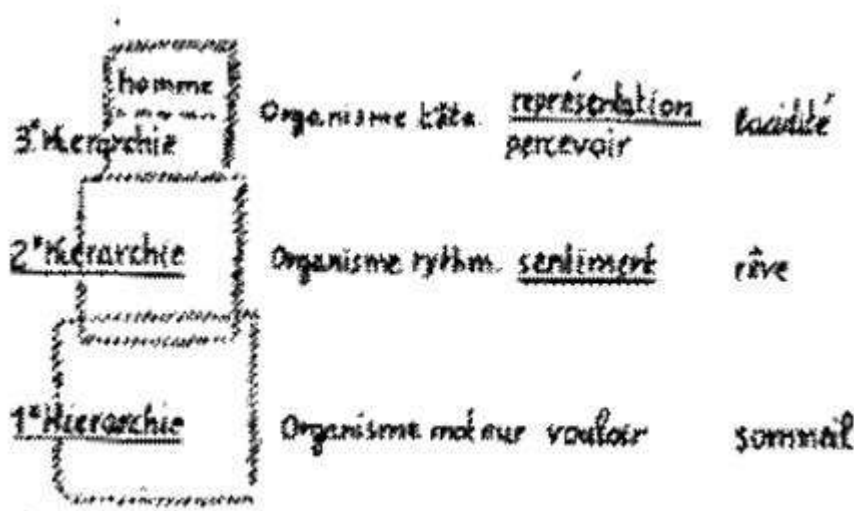 homme
3e Hierarchie Organisme tête représentation lucidité
percevoir
2e Hierarchie Organisme rythm. sentiment rêve
1e Hierarchie Organisme moteur vouloir sommeil